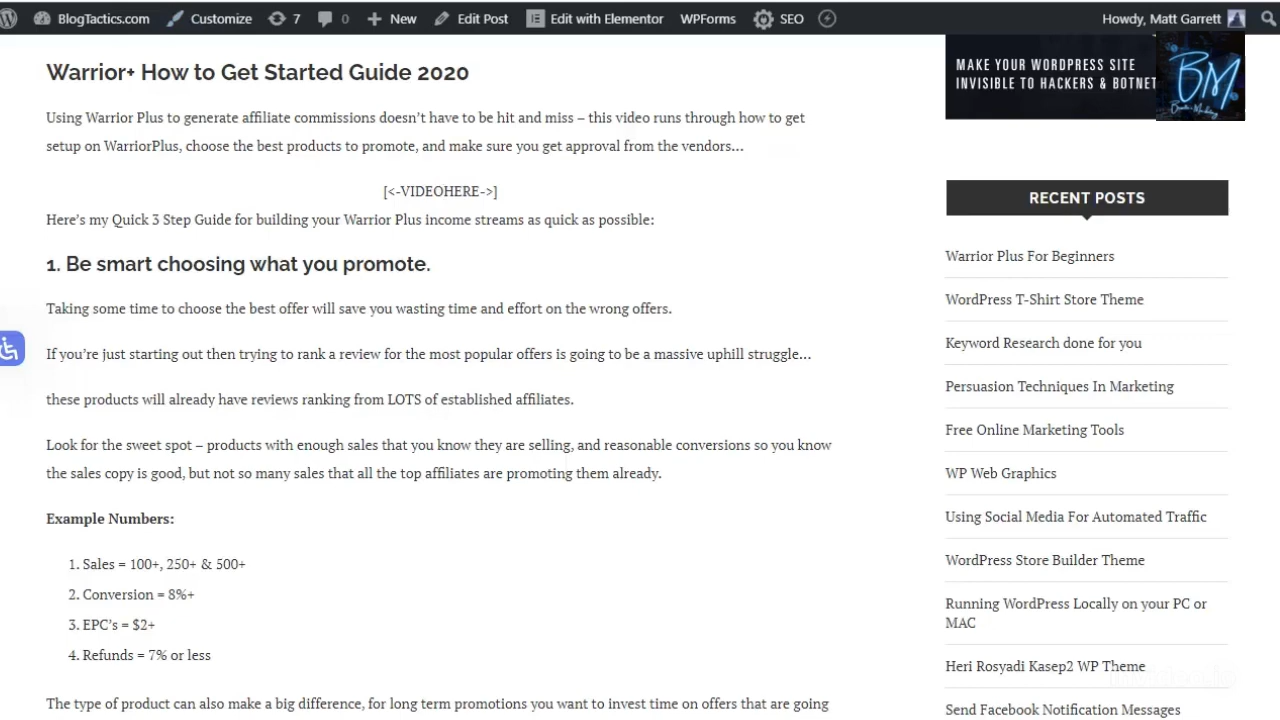 BlogTactics.com Customize 7 0 New Edit Post Edit with Elementor WPForms SEO Howdy, Matt Garrett
Warrior+ How to Get Started Guide 2020
Using Warrior Plus to generate affiliate commissions doesn't have to be hit and miss – this video runs through how to get
setup on WarriorPlus, choose the best products to promote, and make sure you get approval from the vendors…
[<-VIDEOHERE->]
Here's my Quick 3 Step Guide for building your Warrior Plus income streams as quick as possible:
1. Be smart choosing what you promote.
Taking some time to choose the best offer will save you wasting time and effort on the wrong offers.
If you're just starting out then trying to rank a review for the most popular offers is going to be a massive uphill struggle…
these products will already have reviews ranking from LOTS of established affiliates.
Look for the sweet spot – products with enough sales that you know they are selling, and reasonable conversions so you know
the sales copy is good, but not so many sales that all the top affiliates are promoting them already.
Example Numbers:
1. Sales = 100+, 250+ & 500+
2. Conversion = 8%+
3. EPC's = $2+
4. Refunds = 7% or less
The type of product can also make a big difference, for long term promotions you want to invest time on offers that are going
MAKE YOUR WORDPRESS SITE
INVISIBLE TO HACKERS & BOTNET
BM
RECENT POSTS
Warrior Plus For Beginners
WordPress T-Shirt Store Theme
Keyword Research done for you
Persuasion Techniques In Marketing
Free Online Marketing Tools
WP Web Graphics
Using Social Media For Automated Traffic
WordPress Store Builder Theme
Running WordPress Locally on your PC or
MAC
Heri Rosyadi Kasep2 WP Theme
Send Facebook Notification Messages